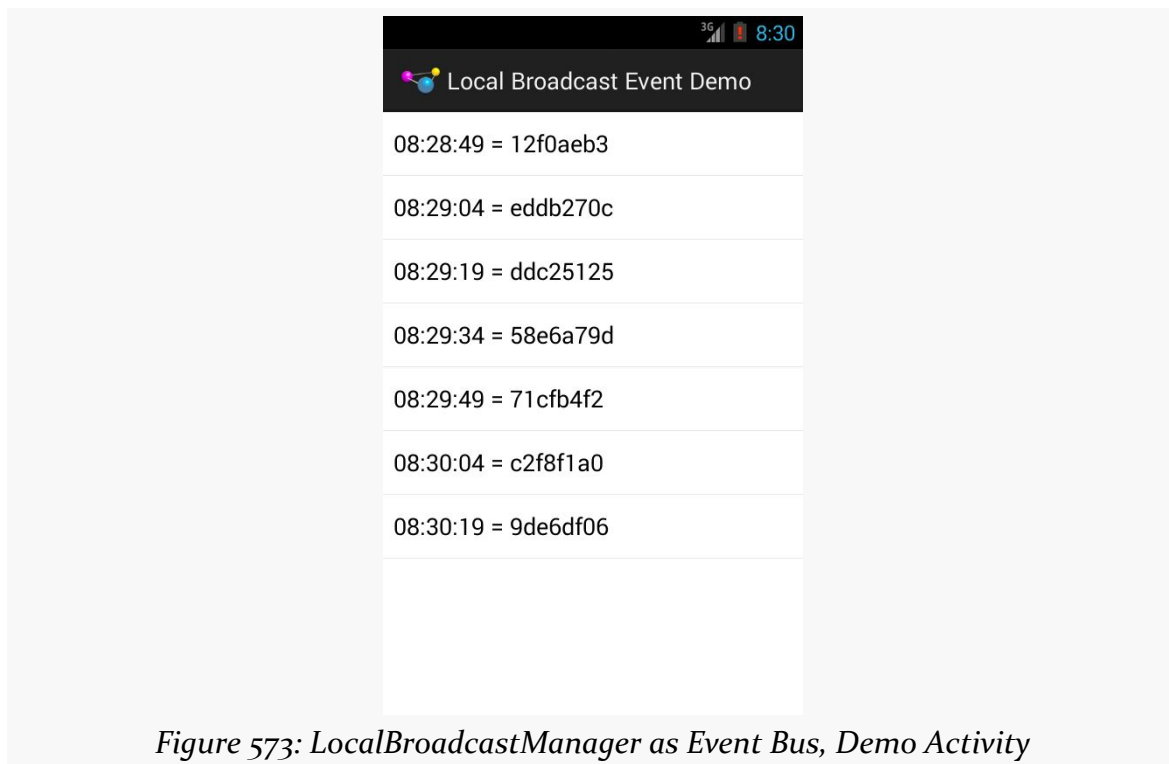 3G 8:30
Local Broadcast Event Demo
08:28:49 = 12f0aeb3
08:29:04 = eddb270c
08:29:19 = ddc25125
08:29:34 = 58e6a79d
08:29:49 = 71cfb4f2
08:30:04 = c2f8f1a0
08:30:19 = 9de6df06
Figure 573: LocalBroadcastManager as Event Bus, Demo Activity